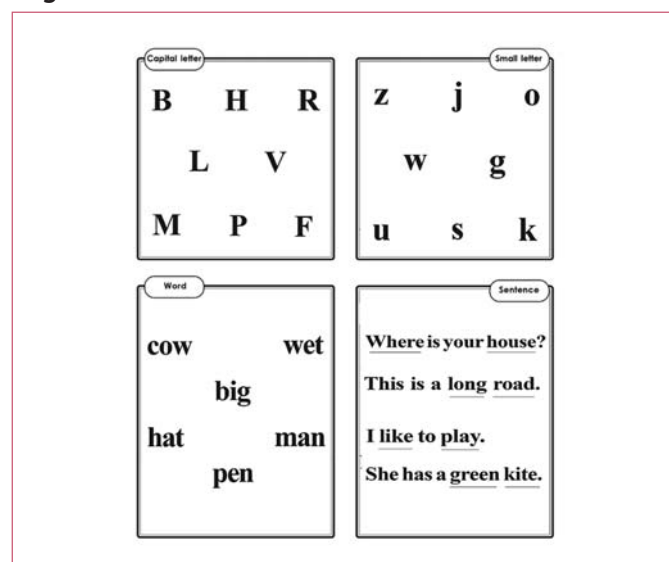 Capital letter
B H R
L V
M P F
Small letter
z j o
w g
u s k
Word
cow wet
big
hat man
pen
Sentence
Where is your house?
This is a long road.
I like to play.
She has a green kite.